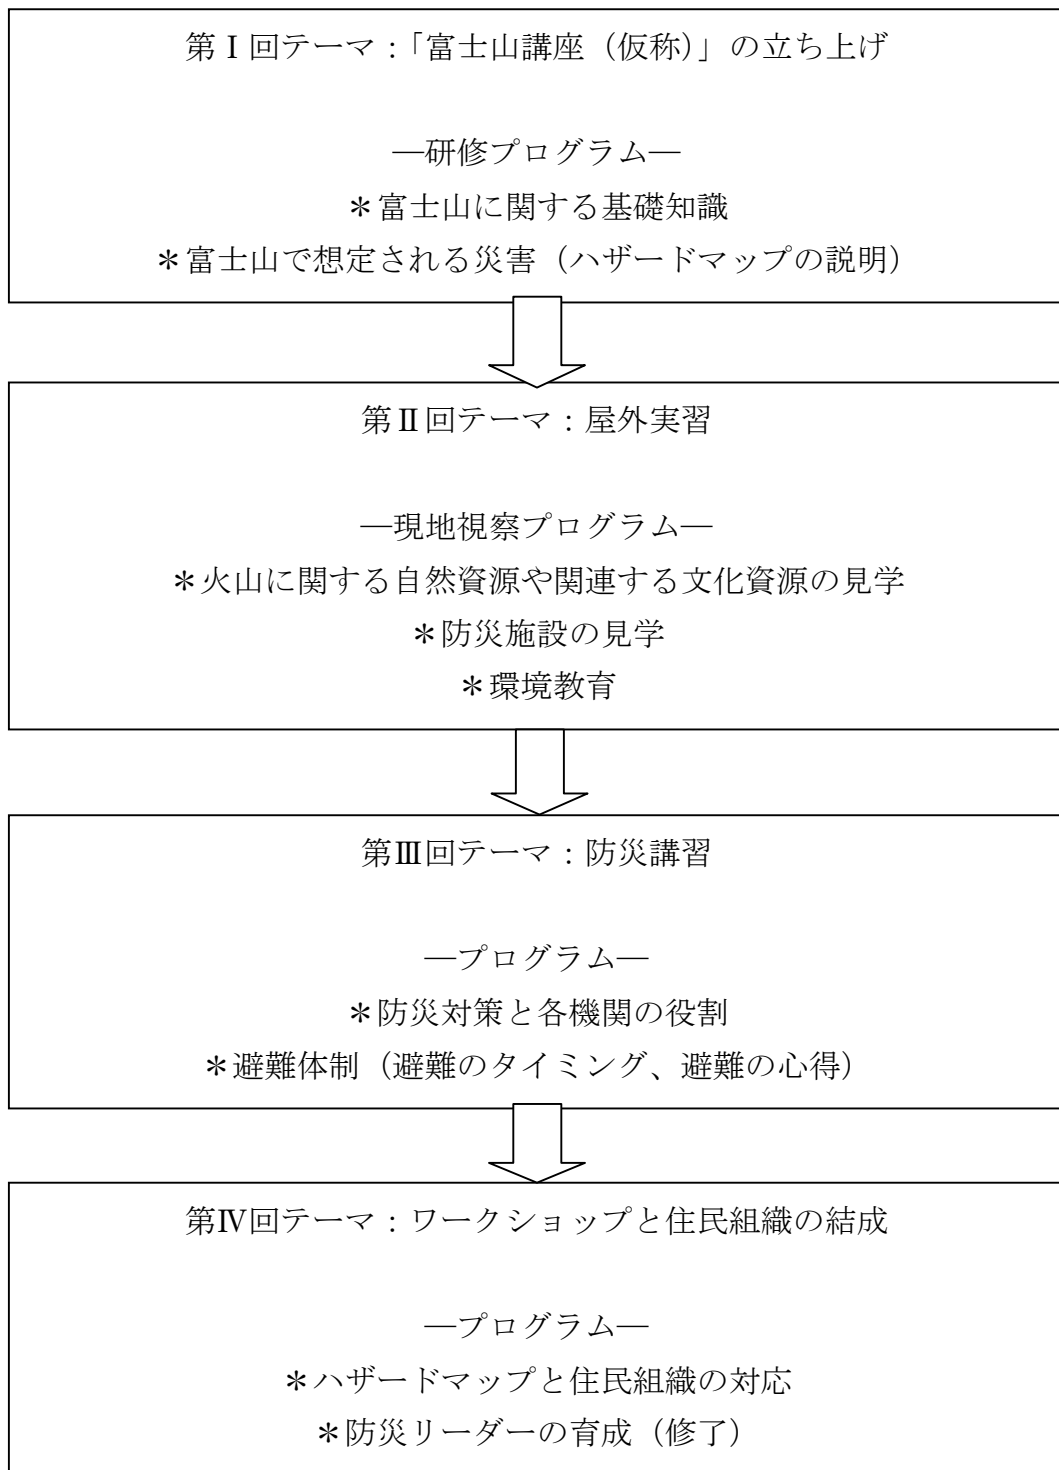 第Ⅰ回テーマ：「富士山講座（仮称）」の立ち上げ
―研修プログラム―
＊富士山に関する基礎知識
＊富士山で想定される災害（ハザードマップの説明）
第Ⅱ回テーマ：屋外実習
―現地視察プログラム―
＊火山に関する自然資源や関連する文化資源の見学
＊防災施設の見学
＊環境教育
第Ⅲ回テーマ：防災講習
―プログラム―
＊防災対策と各機関の役割
＊避難体制（避難のタイミング、避難の心得）
第Ⅳ回テーマ：ワークショップと住民組織の結成
―プログラム―
＊ハザードマップと住民組織の対応
＊防災リーダーの育成（修了）